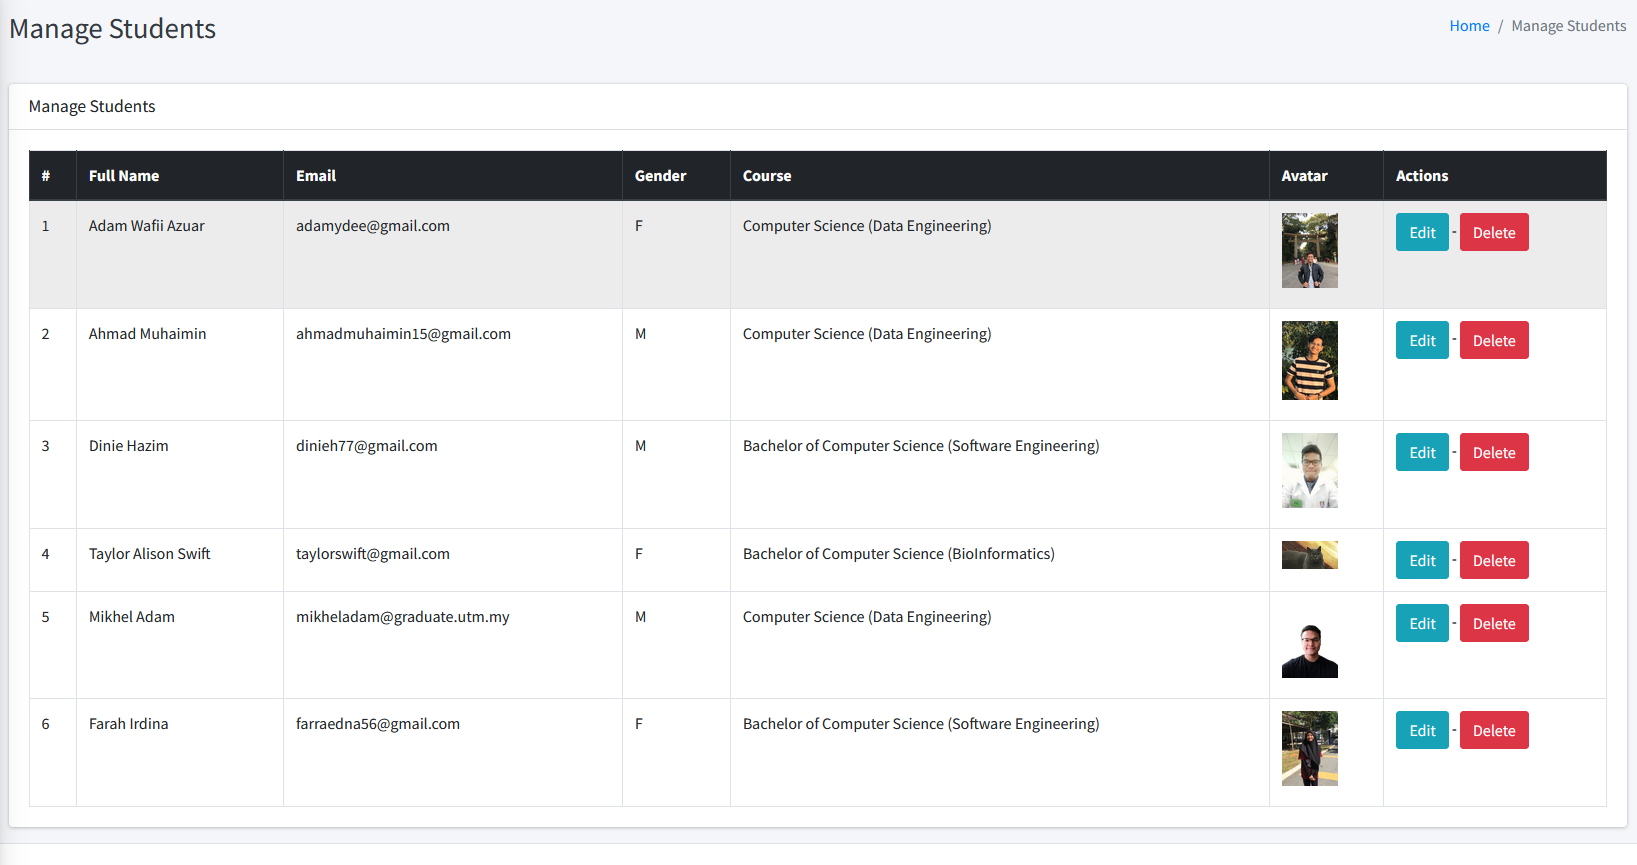 Manage Students
Home / Manage Students
Manage Students
# Full Name Email Gender Course Avatar Actions
1 Adam Wafii Azuar adamydee@gmail.com F Computer Science (Data Engineering) Edit - Delete
2 Ahmad Muhaimin ahmadmuhaimin15@gmail.com M Computer Science (Data Engineering) Edit - Delete
3 Dinie Hazim dinieh77@gmail.com M Bachelor of Computer Science (Software Engineering) Edit - Delete
4 Taylor Alison Swift taylorswift@gmail.com F Bachelor of Computer Science (BioInformatics) Edit - Delete
5 Mikhel Adam mikheladam@graduate.utm.my M Computer Science (Data Engineering) Edit - Delete
6 Farah Irdina farraedna56@gmail.com F Bachelor of Computer Science (Software Engineering) Edit - Delete